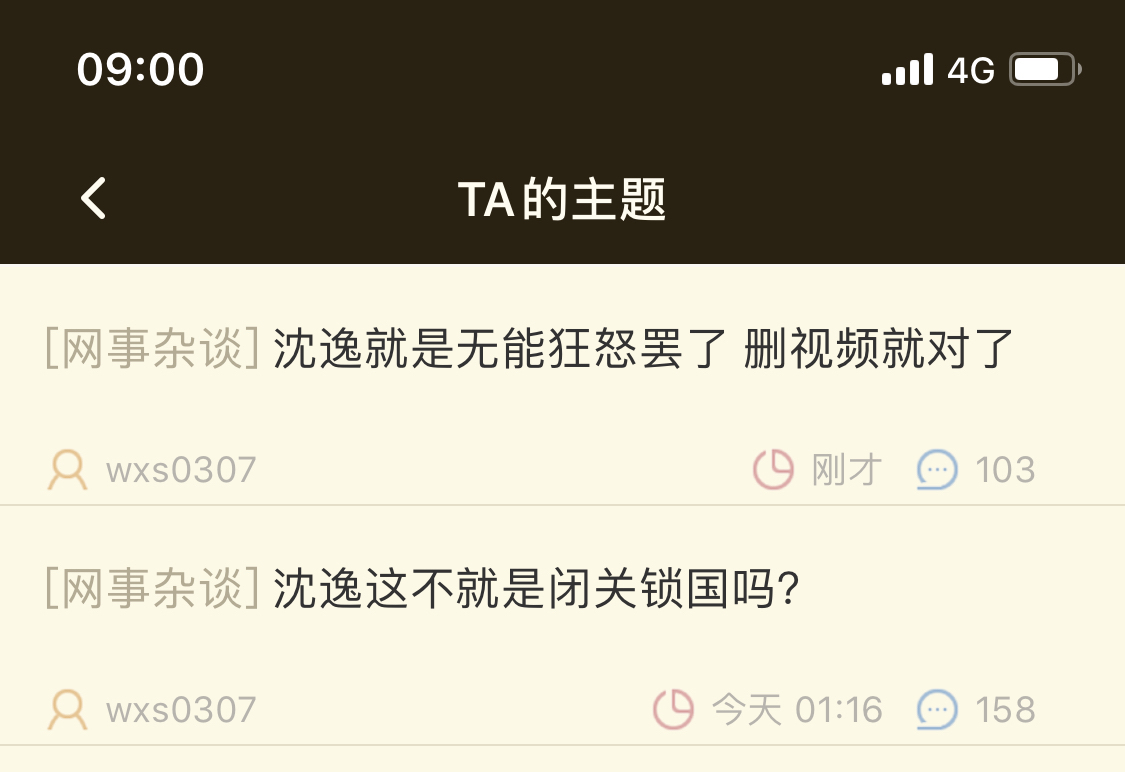 09:00 4G
TA的主题
[网事杂谈] 沈逸就是无能狂怒罢了 删视频就对了
wxs0307 刚才 103
[网事杂谈] 沈逸这不就是闭关锁国吗?
wxs0307 今天 01:16 158